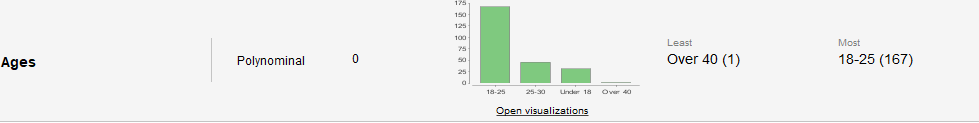 Ages
Polynominal
0
175
150
125
100
75
50
25
0
18-25 25-30 Under 18 Over 40
Open visualizations
Least
Over 40 (1)
Most
18-25 (167)